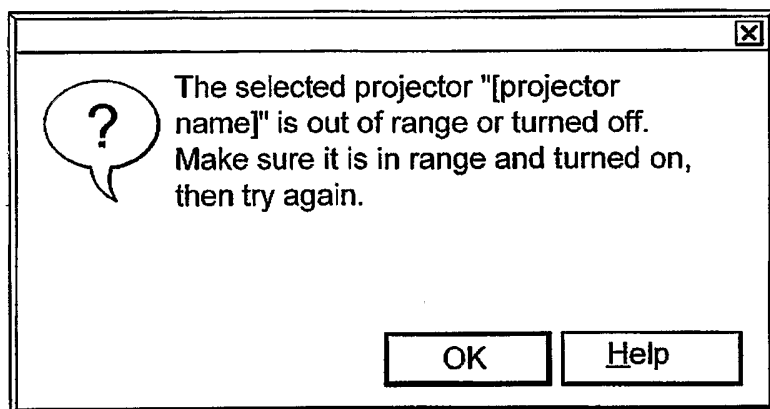 The selected projector "[projector
name]" is out of range or turned off.
Make sure it is in range and turned on,
then try again.
?
OK
Help